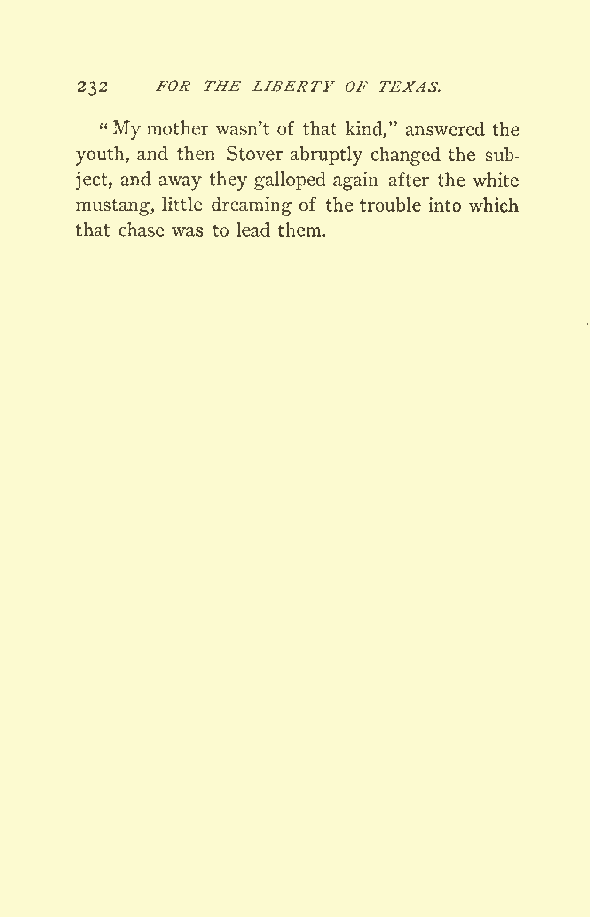 232 FOR THE LIBERTY OF TEXAS.
“My mother wasn’t of that kind,” answered the
youth, and then Stover abruptly changed the sub-
ject, and away they galloped again after the white
mustang, little dreaming of the trouble into which
that chase was to lead them.